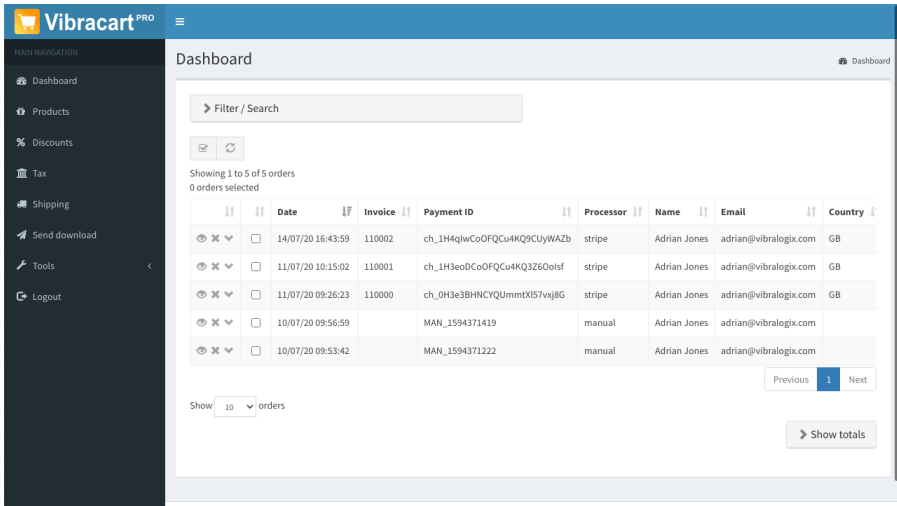 Vibracart PRO
MAIN NAVIGATION
Dashboard
Products
Discounts
Tax
Shipping
Send download
Tools
Logout
Dashboard
Dashboard
Filter / Search
Showing 1 to 5 of 5 orders
0 orders selected
Date Invoice Payment ID Processor Name Email Country
14/07/20 16:43:59 110002 ch_1H4qIwCoOFQCu4KQ9CUyWAZb stripe Adrian Jones adrian@vibralogix.com GB
11/07/20 10:15:02 110001 ch_1H3eoDCoOFQCu4KQ3Z6OoIsf stripe Adrian Jones adrian@vibralogix.com GB
11/07/20 09:26:23 110000 ch_0H3e3BHNCYQUmmtXl57vxj8G stripe Adrian Jones adrian@vibralogix.com GB
10/07/20 09:56:59 MAN_1594371419 manual Adrian Jones adrian@vibralogix.com
10/07/20 09:53:42 MAN_1594371222 manual Adrian Jones adrian@vibralogix.com
Previous 1 Next
Show 10 orders
Show totals